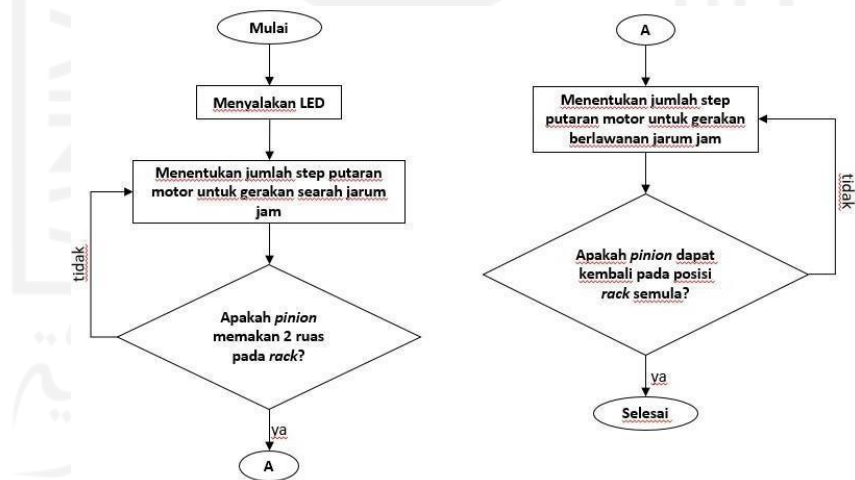 Mulai
Menyalakan LED
Menentukan jumlah step putaran
motor untuk gerakan searah jarum
jam
tidak
Apakah pinion
memakan 2 ruas
pada rack?
ya
A
A
Menentukan jumlah step
putaran motor untuk gerakan
berlawanan jarum jam
tidak
Apakah pinion dapat
kembali pada posisi
rack semula?
ya
Selesai